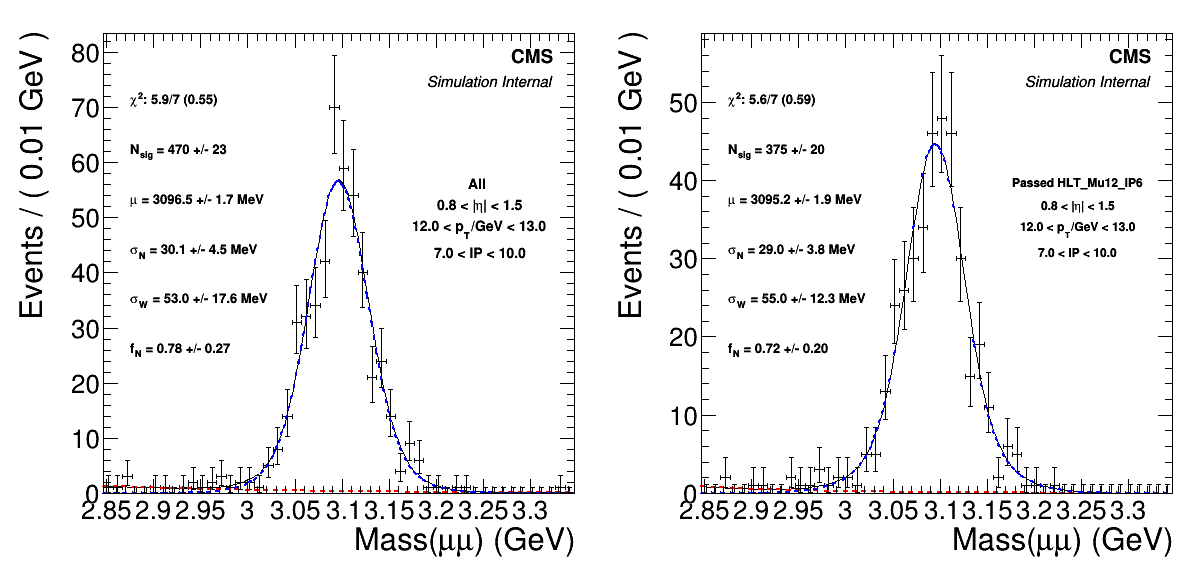 Events / ( 0.01 GeV )
80
70
60
50
40
30
20
10
0
CMS
Simulation Internal
χ²: 5.9/7 (0.55)
N_sig = 470 +/- 23
μ = 3096.5 +/- 1.7 MeV
σ_N = 30.1 +/- 4.5 MeV
σ_W = 53.0 +/- 17.6 MeV
f_N = 0.78 +/- 0.27
All
0.8 < |η| < 1.5
12.0 < p_T/GeV < 13.0
7.0 < IP < 10.0
2.85 2.9 2.95 3 3.05 3.1 3.15 3.2 3.25 3.3
Mass(μμ) (GeV)
Events / ( 0.01 GeV )
50
40
30
20
10
0
CMS
Simulation Internal
χ²: 5.6/7 (0.59)
N_sig = 375 +/- 20
μ = 3095.2 +/- 1.9 MeV
σ_N = 29.0 +/- 3.8 MeV
σ_W = 55.0 +/- 12.3 MeV
f_N = 0.72 +/- 0.20
Passed HLT_Mu12_IP6
0.8 < |η| < 1.5
12.0 < p_T/GeV < 13.0
7.0 < IP < 10.0
2.85 2.9 2.95 3 3.05 3.1 3.15 3.2 3.25 3.3
Mass(μμ) (GeV)